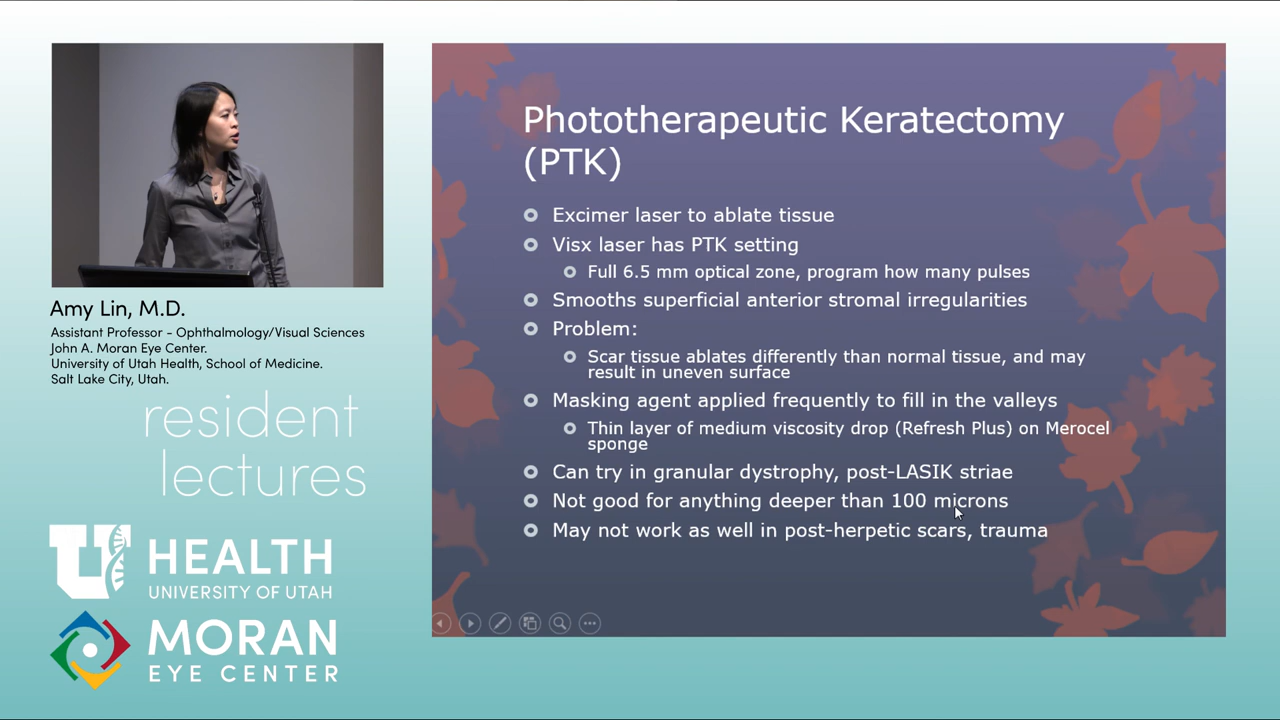 Amy Lin, M.D.
Assistant Professor - Ophthalmology/Visual Sciences
John A. Moran Eye Center.
University of Utah Health, School of Medicine.
Salt Lake City, Utah.
resident
lectures
U HEALTH
UNIVERSITY OF UTAH
MORAN
EYE CENTER
Phototherapeutic Keratectomy
(PTK)
Excimer laser to ablate tissue
Visx laser has PTK setting
Full 6.5 mm optical zone, program how many pulses
Smooths superficial anterior stromal irregularities
Problem:
Scar tissue ablates differently than normal tissue, and may
result in uneven surface
Masking agent applied frequently to fill in the valleys
Thin layer of medium viscosity drop (Refresh Plus) on Merocel
sponge
Can try in granular dystrophy, post-LASIK striae
Not good for anything deeper than 100 microns
May not work as well in post-herpetic scars, trauma